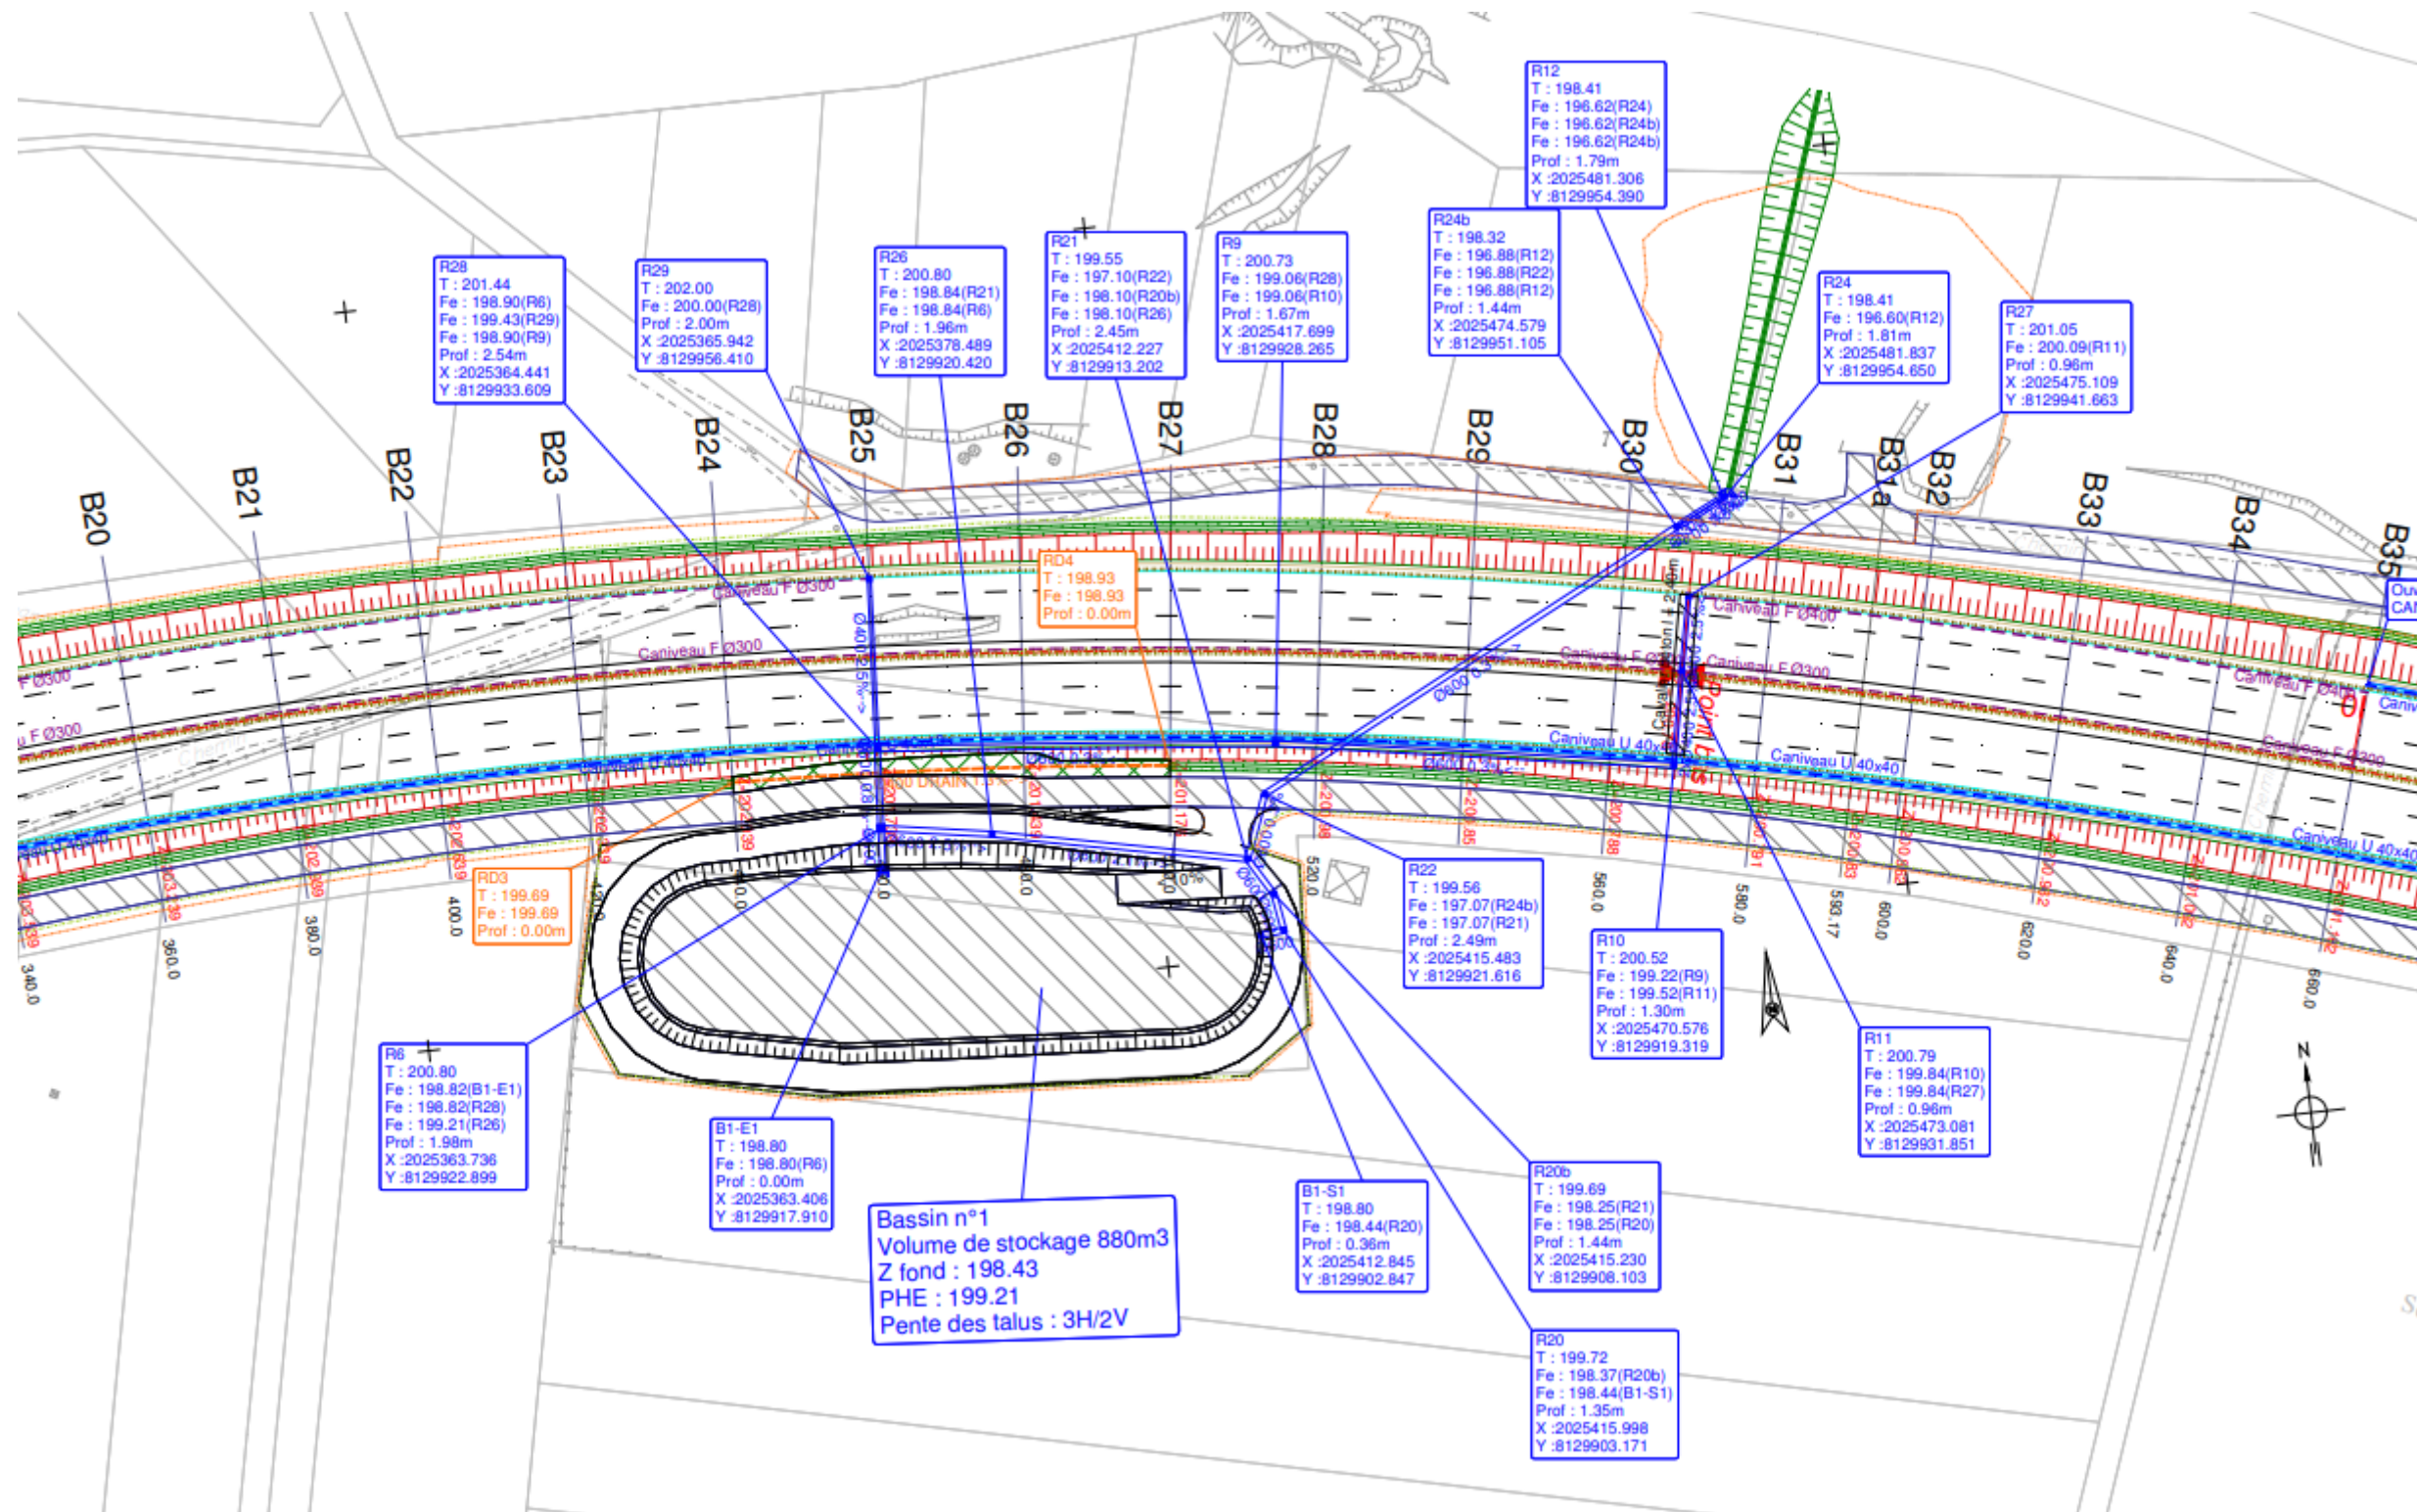 R12
T : 198.41
Fe : 196.62(R24)
Fe : 196.62(R24b)
Fe : 196.62(R24b)
Prof : 1.79m
X :2025481.306
Y :8129954.390
R24b
T : 198.32
Fe : 196.88(R12)
Fe : 196.88(R22)
Fe : 196.88(R12)
Prof : 1.44m
X :2025474.579
Y :8129951.105
R28
T : 201.44
Fe : 198.90(R6)
Fe : 199.43(R29)
Fe : 198.90(R9)
Prof : 2.54m
X :2025364.441
Y :8129933.609
R29
T : 202.00
Fe : 200.00(R28)
Prof : 2.00m
X :2025365.942
Y :8129956.410
R26
T : 200.80
Fe : 198.84(R21)
Fe : 198.84(R6)
Prof : 1.96m
X :2025378.489
Y :8129920.420
R21
T : 199.55
Fe : 197.10(R22)
Fe : 198.10(R20b)
Fe : 198.10(R26)
Prof : 2.45m
X :2025412.227
Y :8129913.202
R9
T : 200.73
Fe : 199.06(R28)
Fe : 199.06(R10)
Prof : 1.67m
X :2025417.699
Y :8129928.265
R24
T : 198.41
Fe : 196.60(R12)
Prof : 1.81m
X :2025481.837
Y :8129954.650
R27
T : 201.05
Fe : 200.09(R11)
Prof : 0.96m
X :2025475.109
Y :8129941.663
B20
B21
B22
B23
B24
B25
B26
B27
B28
B29
B30
B31
B31a
B32
B33
B34
B35
RD4
T : 198.93
Fe : 198.93
Prof : 0.00m
Caniveau F Ø300
Caniveau F Ø300
Caniveau F Ø400
Caniveau F Ø300
Caniveau F Ø300
F Ø300
u F Ø300
Caniveau U 40x40
Caniveau U 40x40
Caniveau U 40x40
Point bas
RD3
T : 199.69
Fe : 199.69
Prof : 0.00m
340.0
360.0
380.0
400.0
520.0
560.0
580.0
593.17
600.0
620.0
640.0
660.0
R22
T : 199.56
Fe : 197.07(R24b)
Fe : 197.07(R21)
Prof : 2.49m
X :2025415.483
Y :8129921.616
R10
T : 200.52
Fe : 199.22(R9)
Fe : 199.52(R11)
Prof : 1.30m
X :2025470.576
Y :8129919.319
R11
T : 200.79
Fe : 199.84(R10)
Fe : 199.84(R27)
Prof : 0.96m
X :2025473.081
Y :8129931.851
R6
T : 200.80
Fe : 198.82(B1-E1)
Fe : 198.82(R28)
Fe : 199.21(R26)
Prof : 1.98m
X :2025363.736
Y :8129922.899
B1-E1
T : 198.80
Fe : 198.80(R6)
Prof : 0.00m
X :2025363.406
Y :8129917.910
Bassin n°1
Volume de stockage 880m3
Z fond : 198.43
PHE : 199.21
Pente des talus : 3H/2V
B1-S1
T : 198.80
Fe : 198.44(R20)
Prof : 0.36m
X :2025412.845
Y :8129902.847
R20b
T : 199.69
Fe : 198.25(R21)
Fe : 198.25(R20)
Prof : 1.44m
X :2025415.230
Y :8129908.103
R20
T : 199.72
Fe : 198.37(R20b)
Fe : 198.44(B1-S1)
Prof : 1.35m
X :2025415.998
Y :8129903.171
N